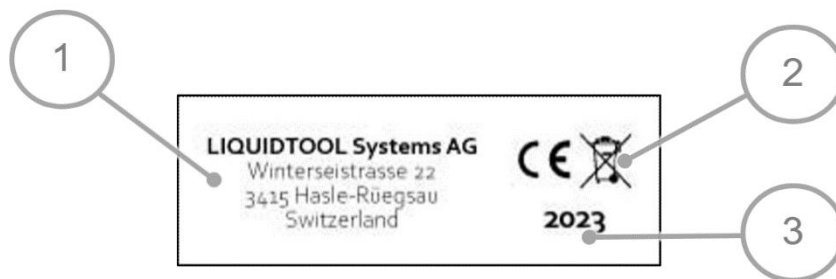 1
2
LIQUIDTOOL Systems AG
Winterseistrasse 22
3415 Hasle-Rüegsau
Switzerland
CE
2023
3